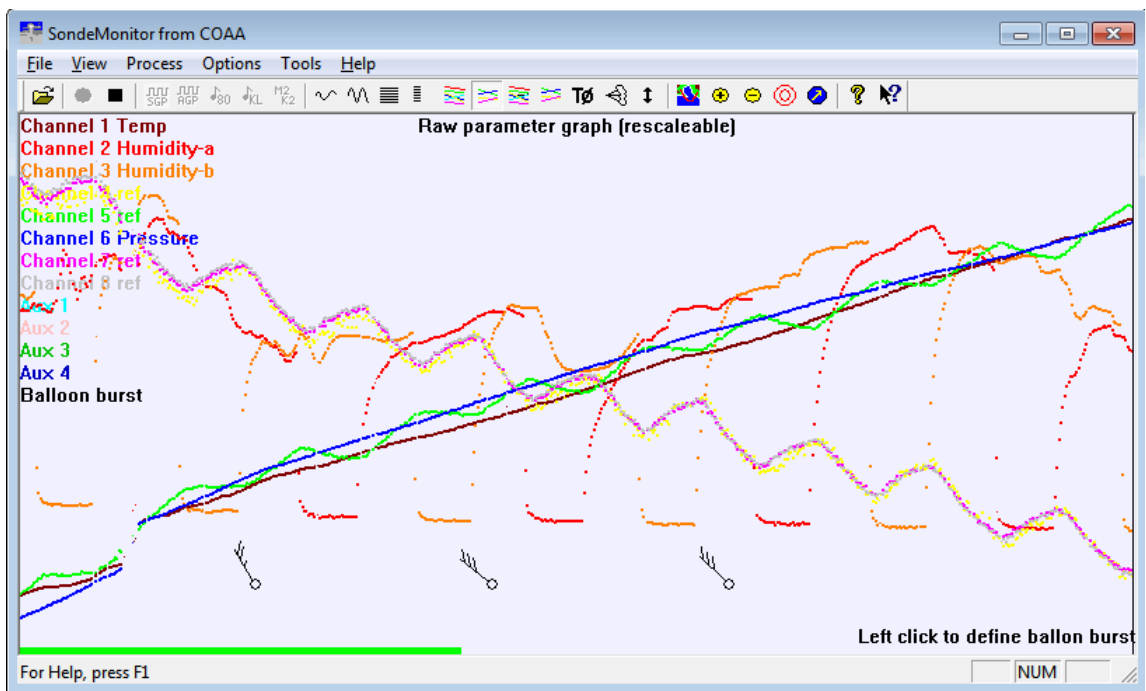 SondeMonitor from COAA
File View Process Options Tools Help
SGP AGP 80 KL M2 K2 TØ
Raw parameter graph (rescaleable)
Channel 1 Temp
Channel 2 Humidity-a
Channel 3 Humidity-b
Channel 4 ref
Channel 5 ref
Channel 6 Pressure
Channel 7 ref
Channel 8 ref
Aux 1
Aux 2
Aux 3
Aux 4
Balloon burst
Left click to define ballon burst
For Help, press F1
NUM